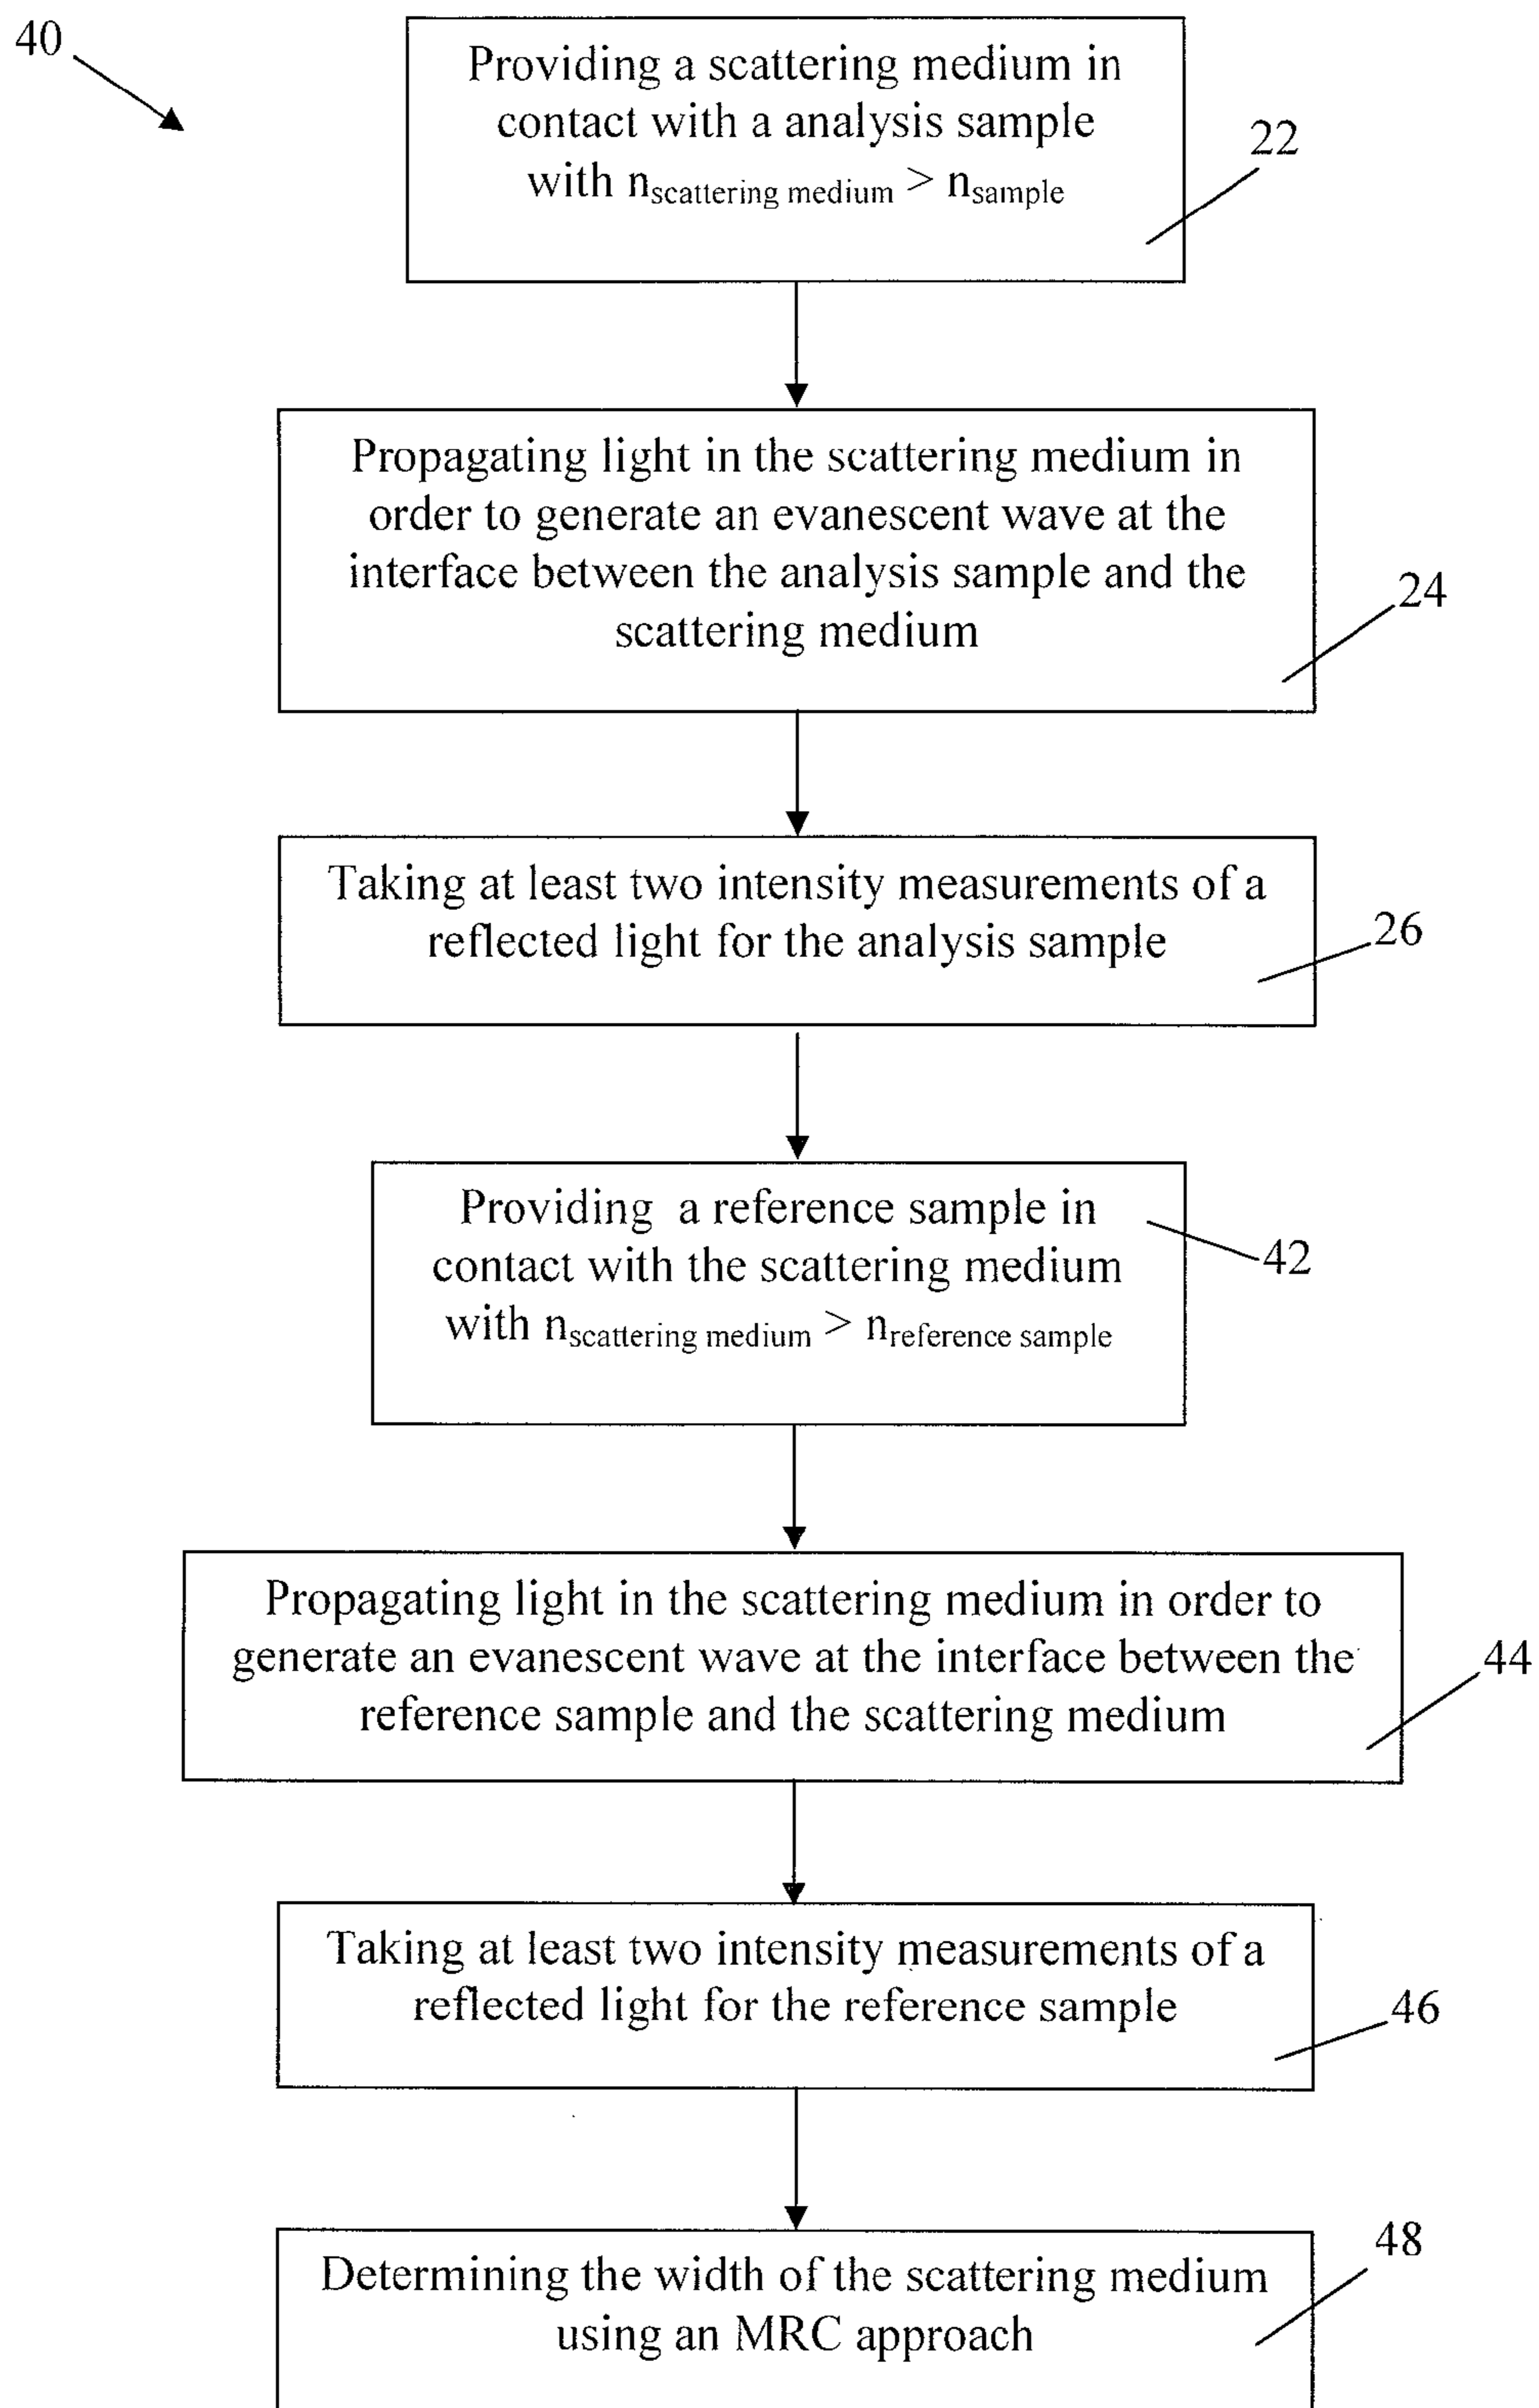 40
Providing a scattering medium in
contact with a analysis sample
with nscattering medium > nsample
22
Propagating light in the scattering medium in
order to generate an evanescent wave at the
interface between the analysis sample and the
scattering medium
24
Taking at least two intensity measurements of a
reflected light for the analysis sample
26
Providing a reference sample in
contact with the scattering medium
with nscattering medium > nreference sample
42
Propagating light in the scattering medium in order to
generate an evanescent wave at the interface between the
reference sample and the scattering medium
44
Taking at least two intensity measurements of a
reflected light for the reference sample
46
Determining the width of the scattering medium
using an MRC approach
48